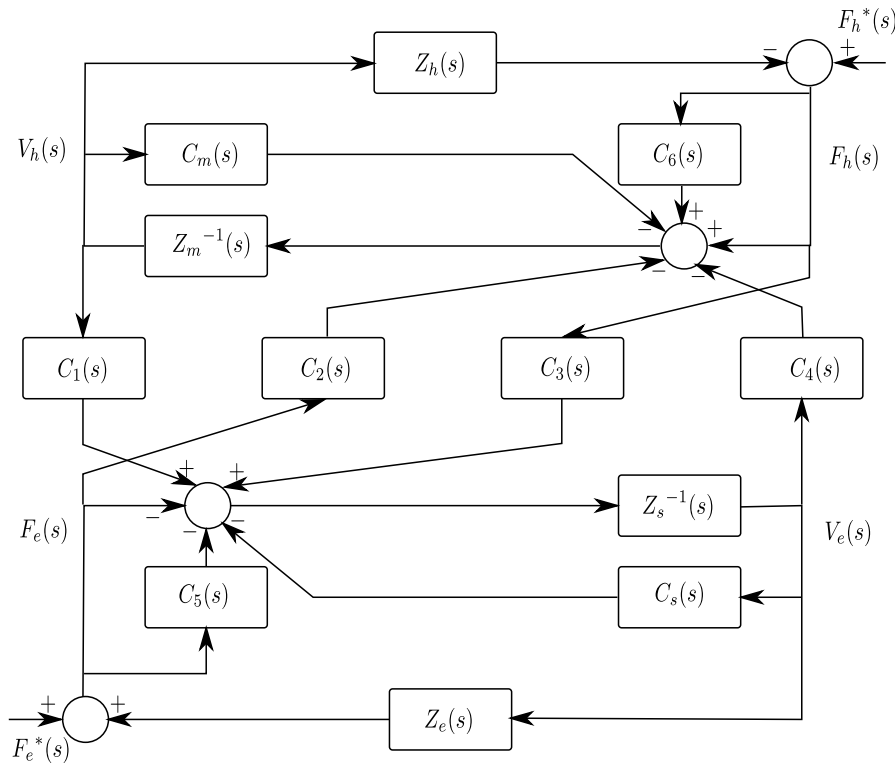 F_h*(s)
− +
Z_h(s)
V_h(s)
C_m(s)
C_6(s)
F_h(s)
+
− +
Z_m^{-1}(s)
− −
C_1(s)
C_2(s)
C_3(s)
C_4(s)
+ +
Z_s^{-1}(s)
− −
−
F_e(s)
V_e(s)
C_5(s)
C_s(s)
+ +
Z_e(s)
F_e*(s)